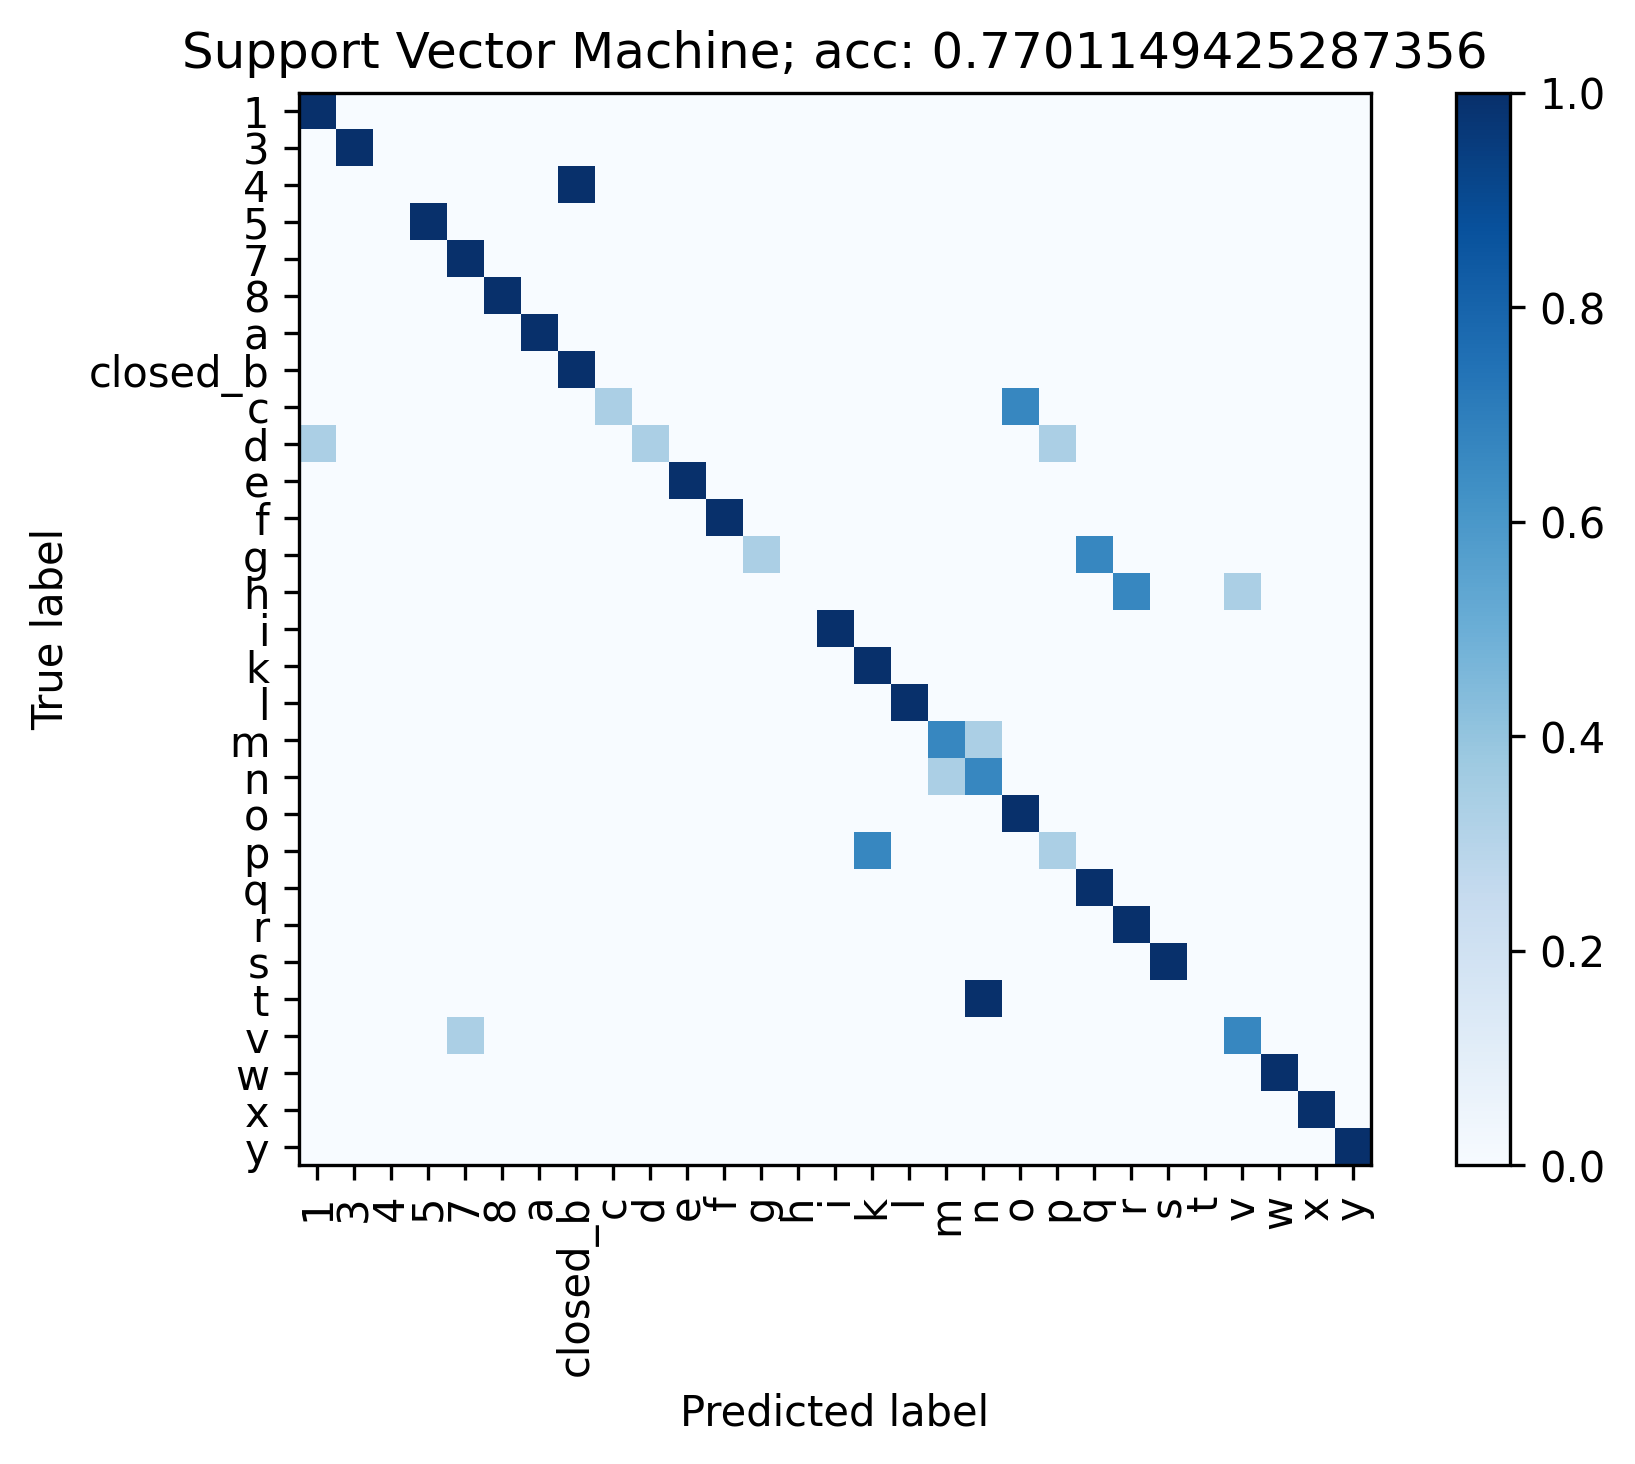 Support Vector Machine; acc: 0.7701149425287356
True label
1
3
4
5
7
8
a
closed_b
c
d
e
f
g
h
i
k
l
m
n
o
p
q
r
s
t
v
w
x
y
1 3 4 5 7 8 a closed_b c d e f g h i k l m n o p q r s t v w x y
Predicted label
1.0
0.8
0.6
0.4
0.2
0.0